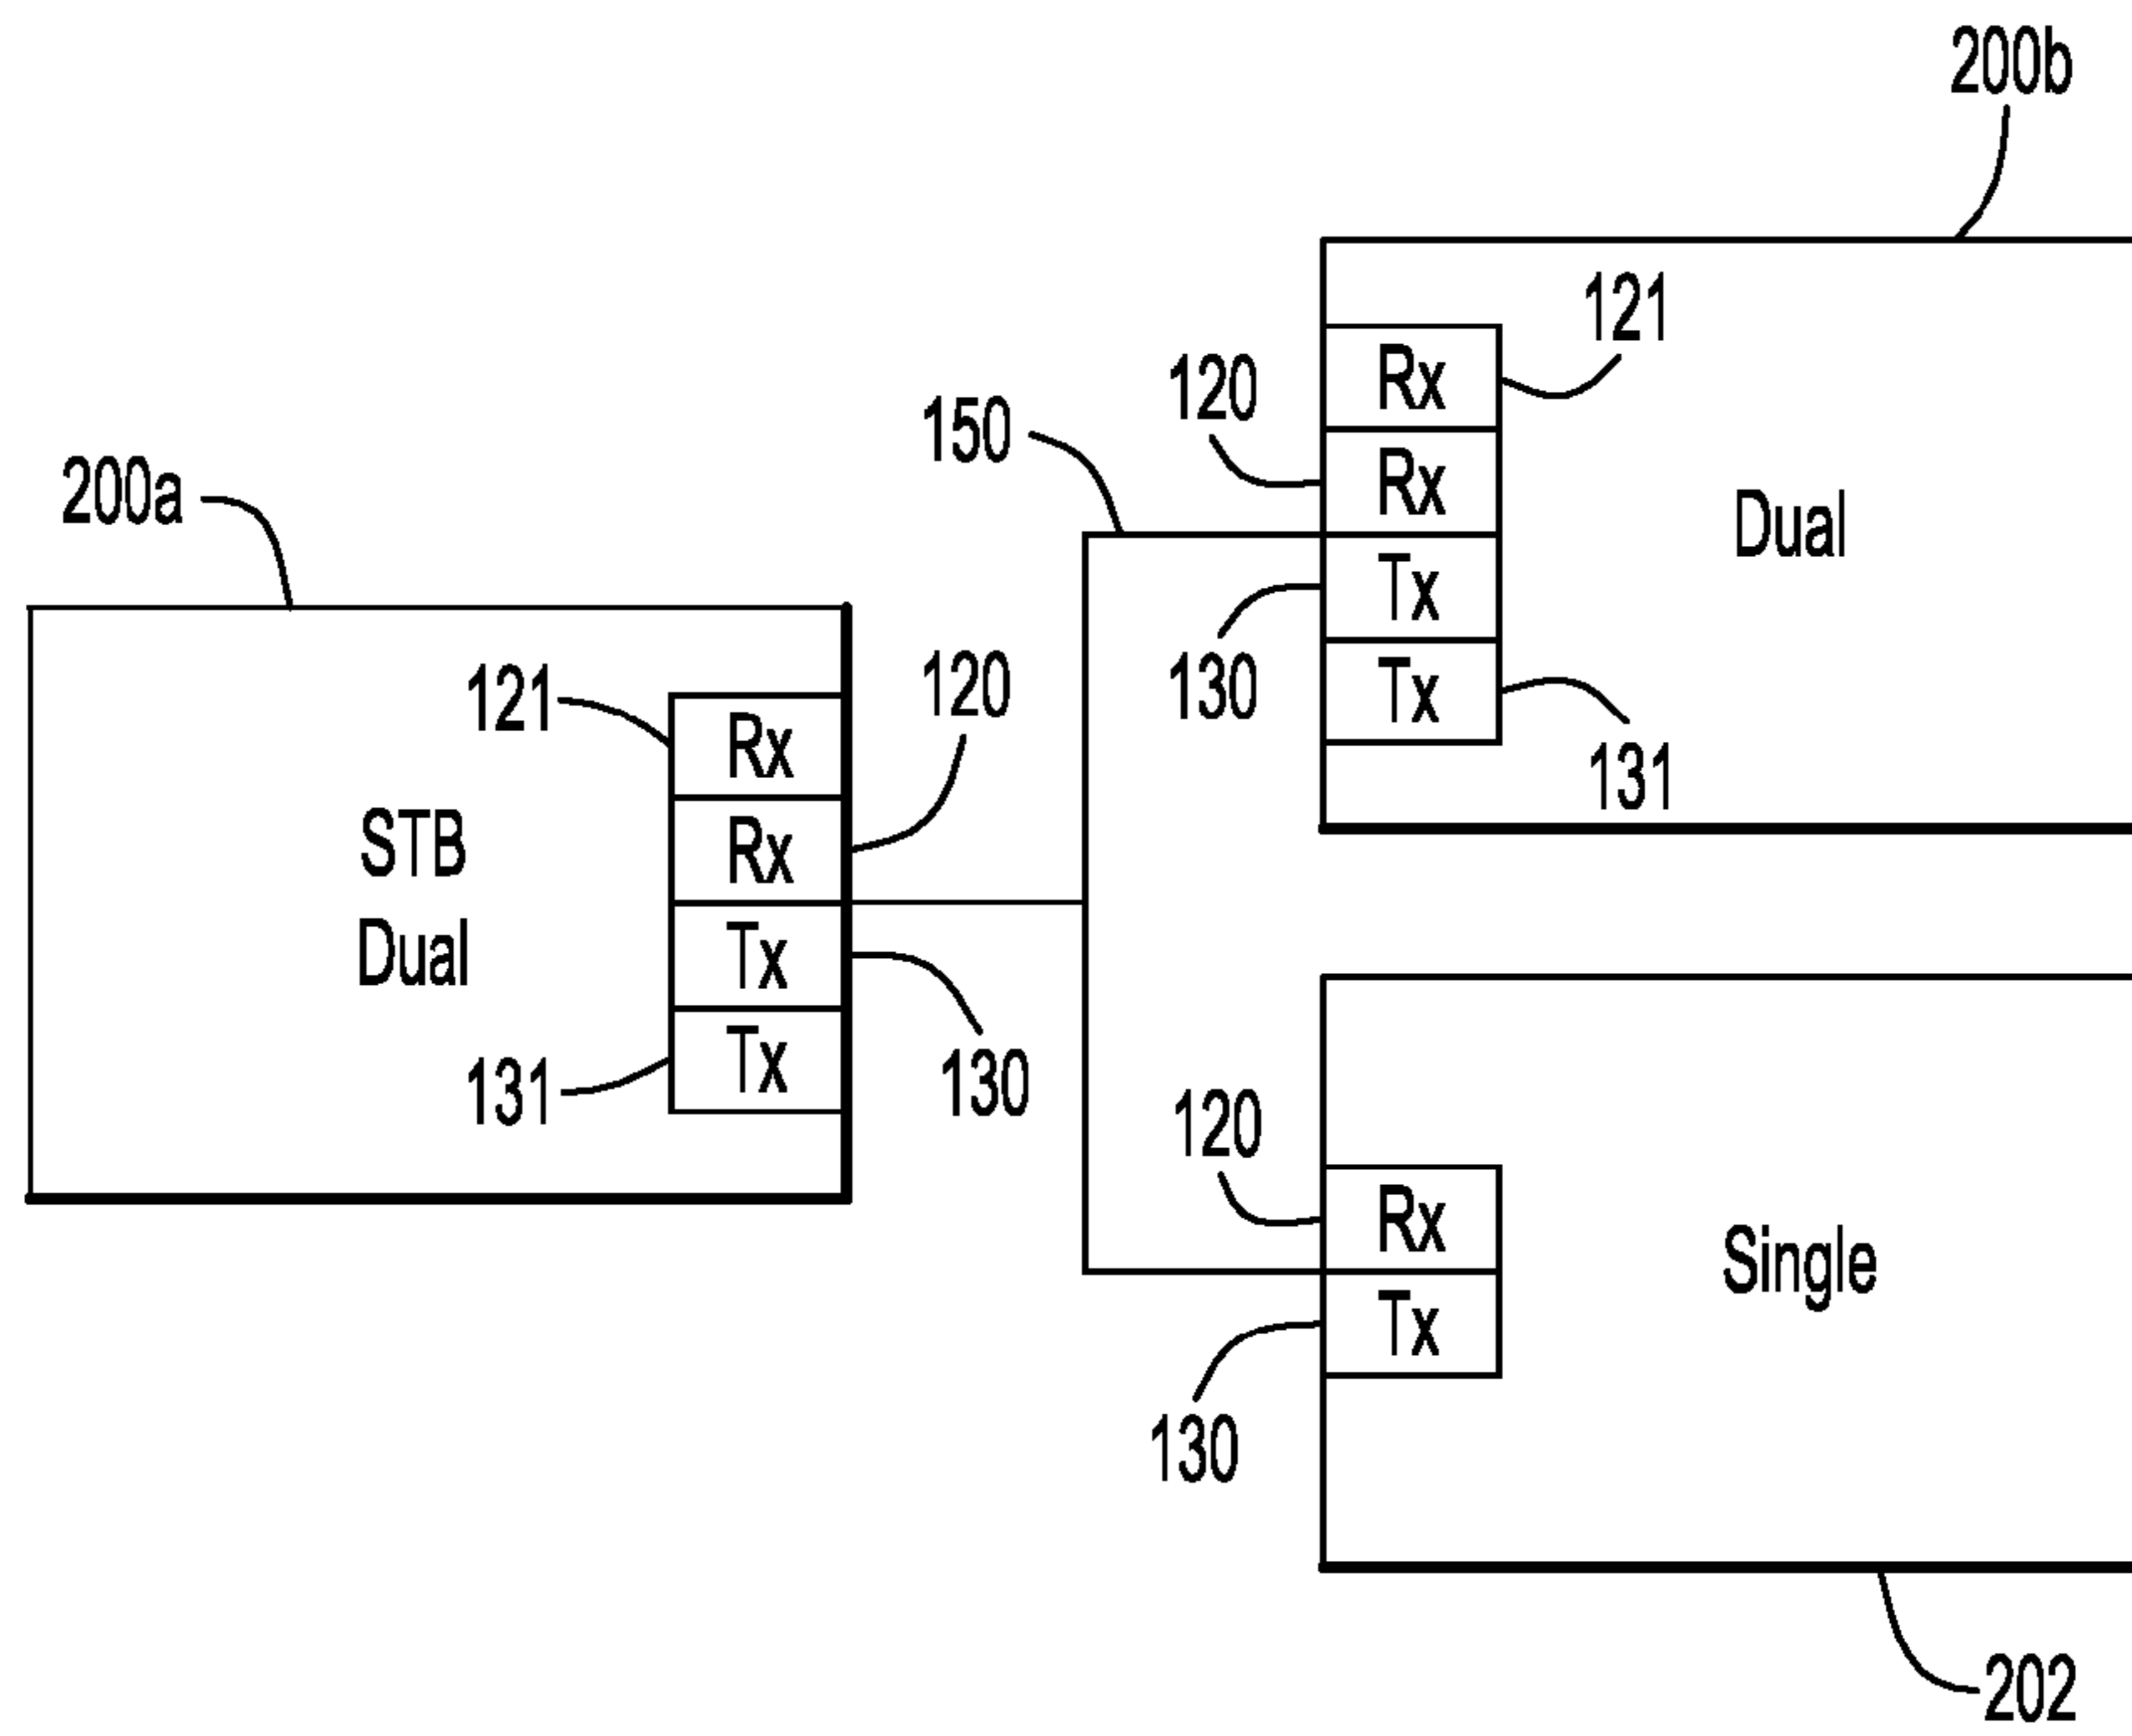 200b
121
120
Rx
150
Rx
200a
Dual
Tx
130
Tx
131
121
120
Rx
STB
Rx
Dual
Tx
131
Tx
130
120
Rx
Single
Tx
130
202